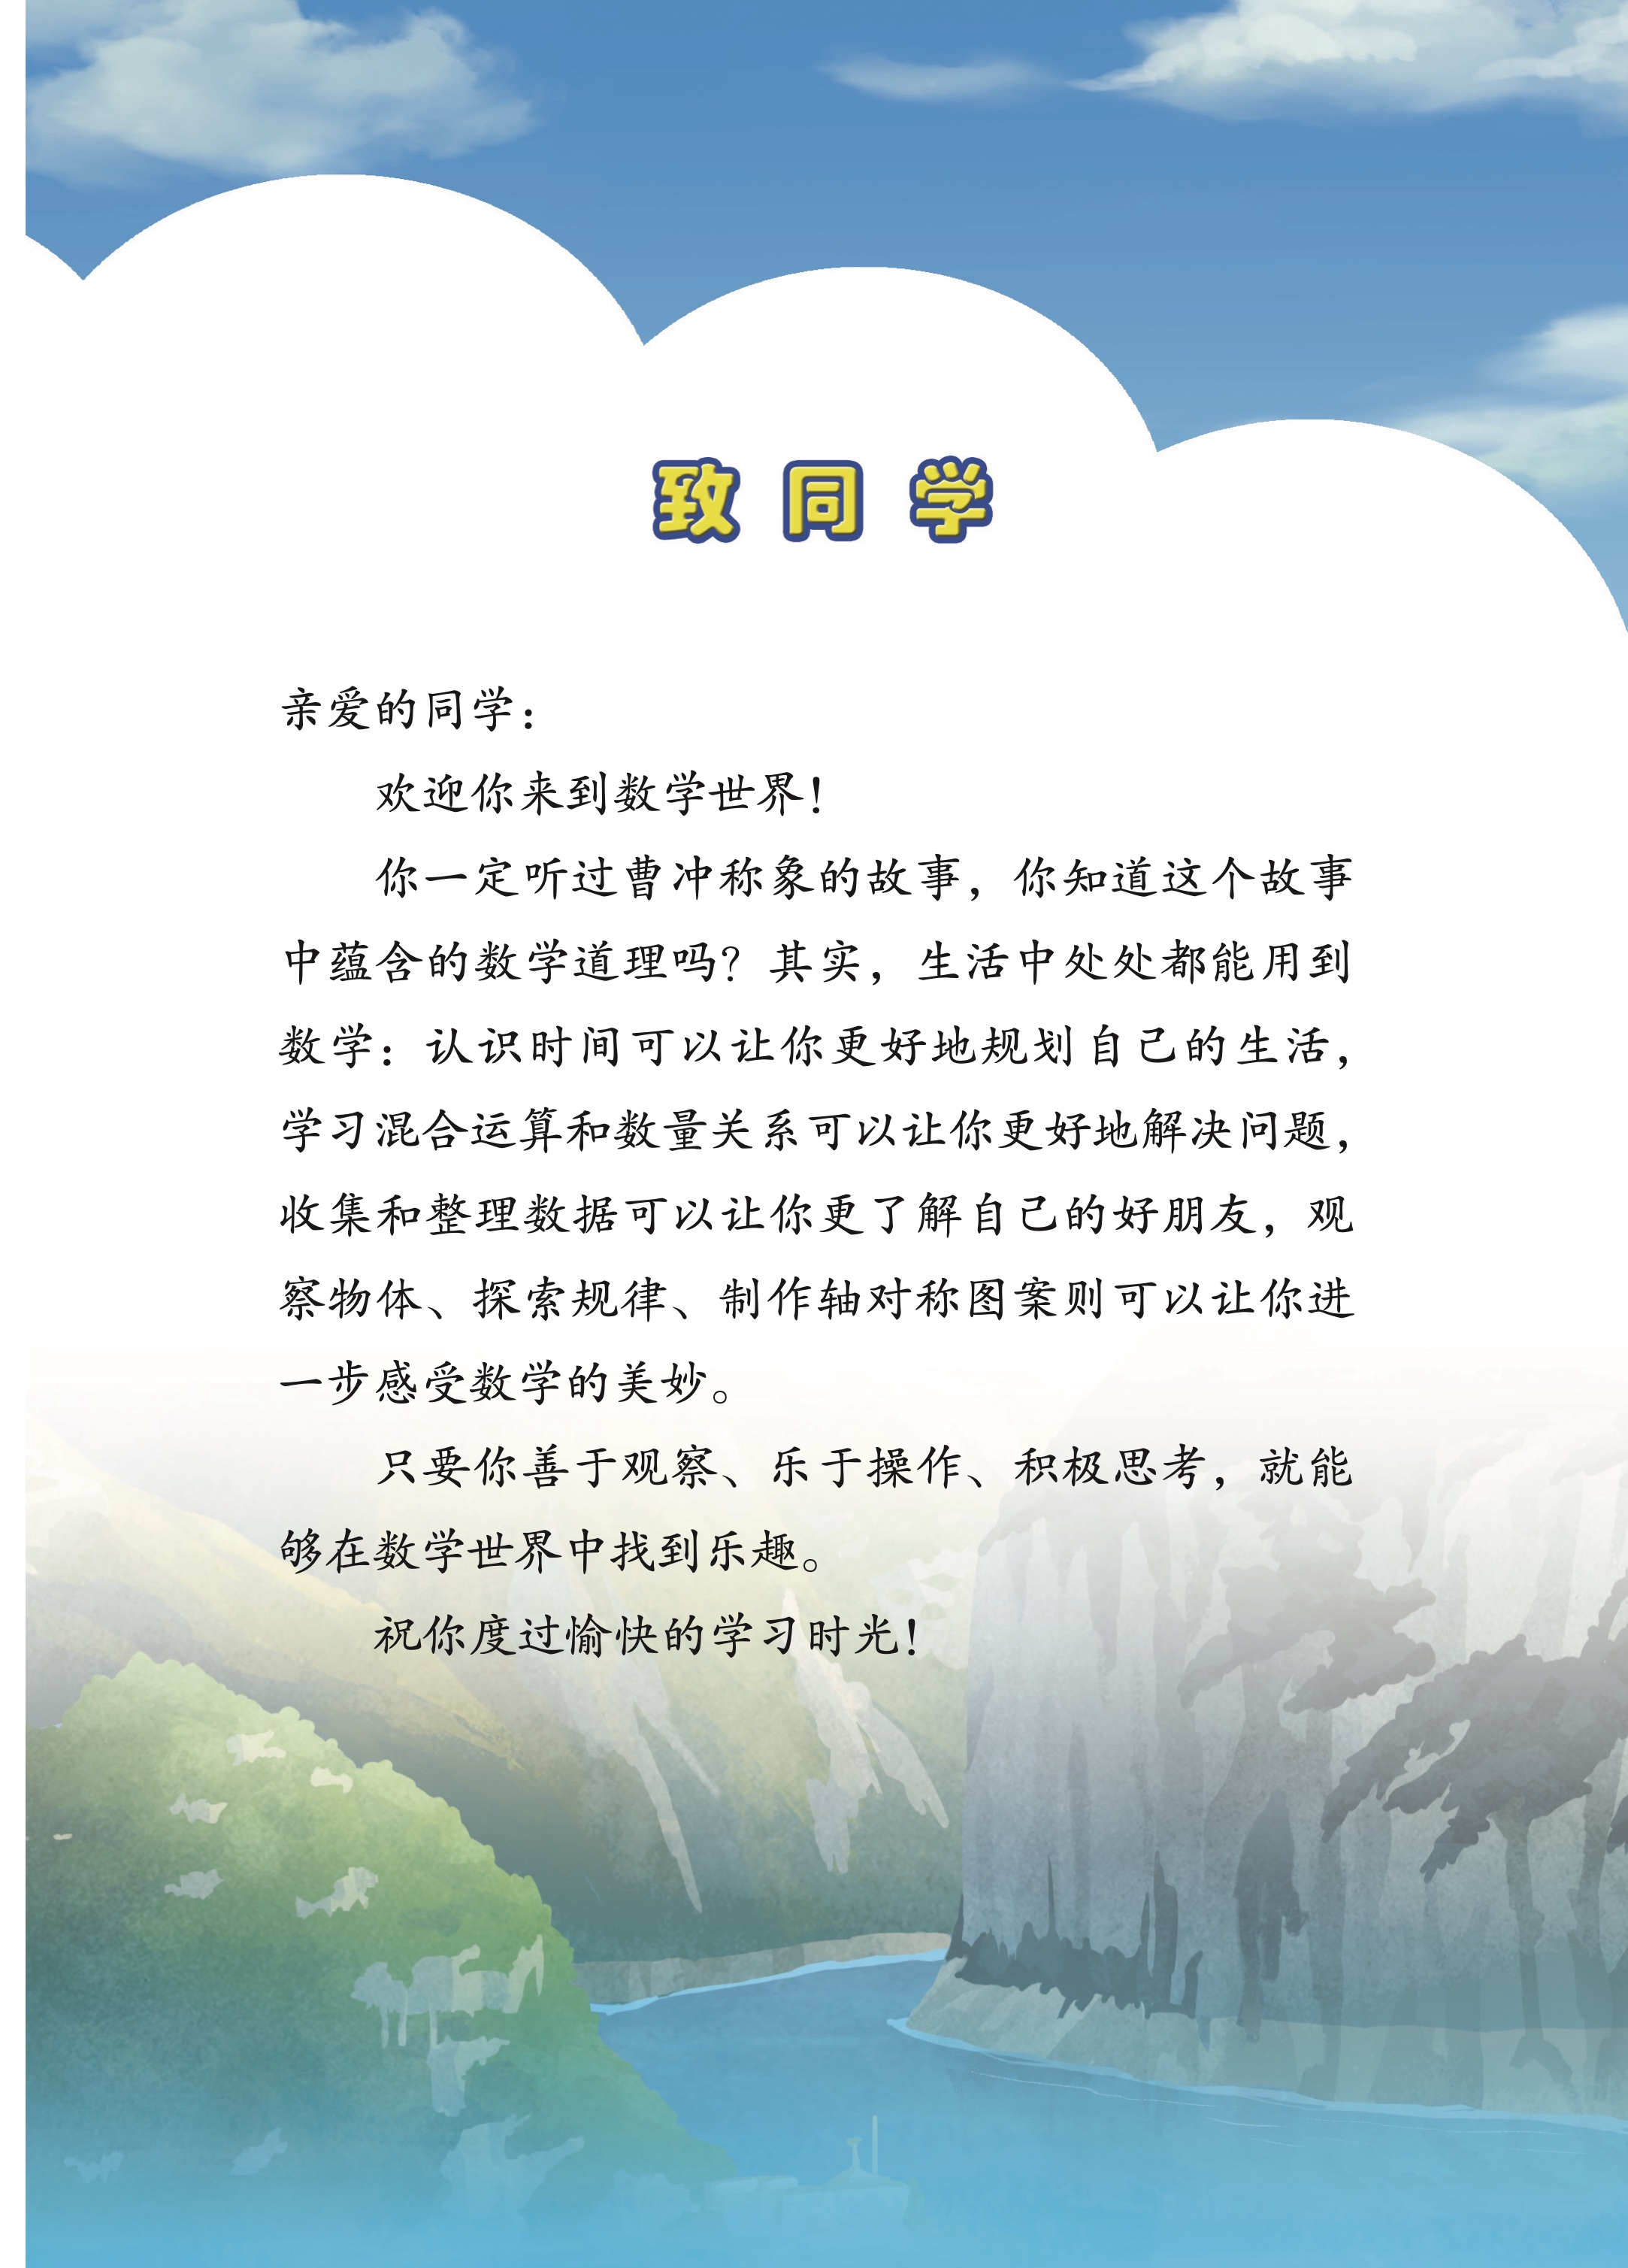 致同学
亲爱的同学：
欢迎你来到数学世界！
你一定听过曹冲称象的故事，你知道这个故事
中蕴含的数学道理吗？其实，生活中处处都能用到
数学：认识时间可以让你更好地规划自己的生活，
学习混合运算和数量关系可以让你更好地解决问题，
收集和整理数据可以让你更了解自己的好朋友，观
察物体、探索规律、制作轴对称图案则可以让你进
一步感受数学的美妙。
只要你善于观察、乐于操作、积极思考，就能
够在数学世界中找到乐趣。
祝你度过愉快的学习时光！